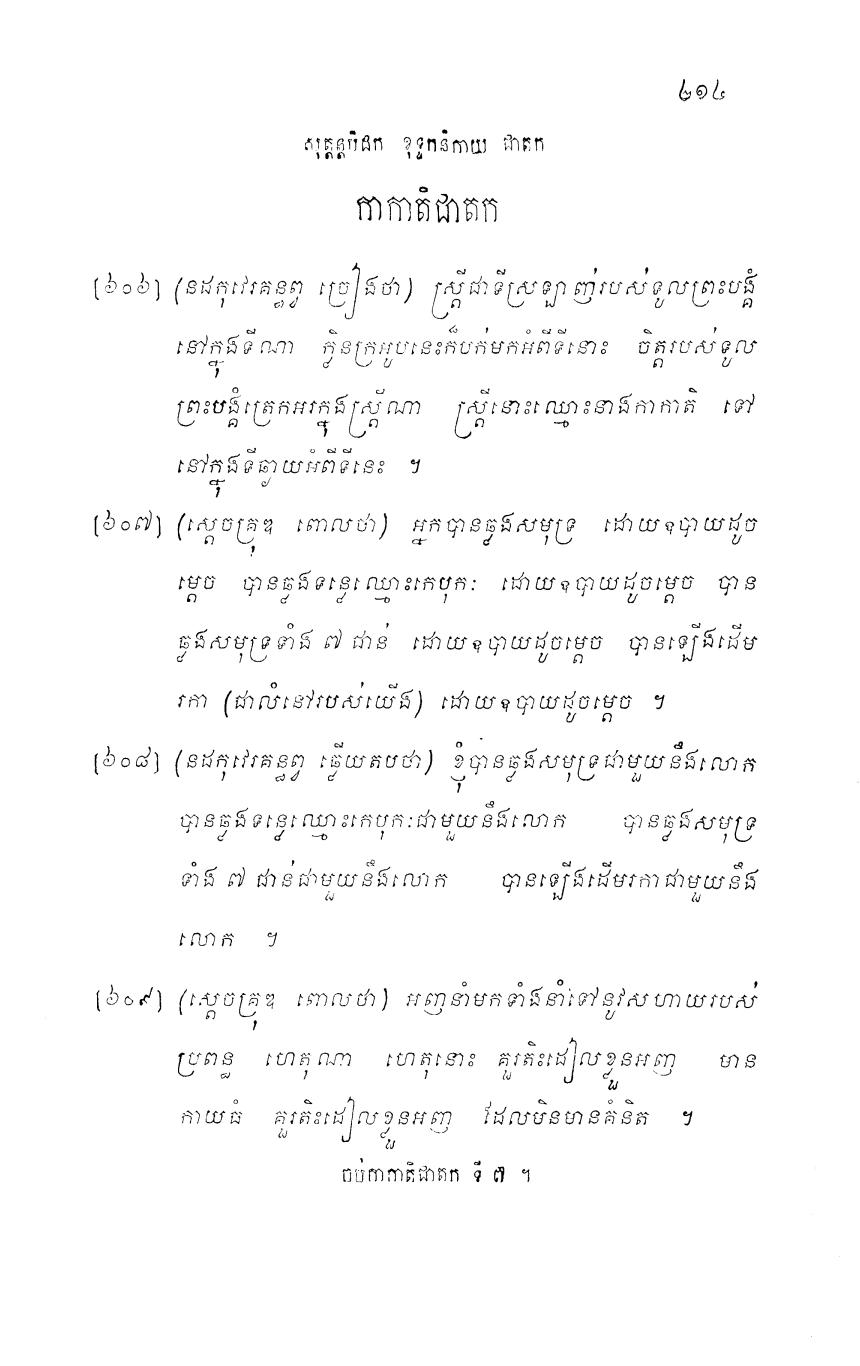 ២១៤
សុត្តន្តបិដក ខុទ្ទកនិកាយ ជាតក
កាកាតិជាតក
[៦០៦] (នដកុវេរគន្ធព្វ ច្រៀងថា) ស្ត្រីជាទីស្រឡាញ់របស់ទូលព្រះបង្គំ
នៅក្នុងទីណា ក្លិនក្រអូបនេះក៏បក់មកអំពីទីនោះ ចិត្តរបស់ទូល
ព្រះបង្គំត្រេកអរក្នុងស្ត្រីណា ស្ត្រីនោះឈ្មោះនាងកាកាតិ ទៅ
នៅក្នុងទីឆ្ងាយអំពីទីនេះ ។
[៦០៧] (ស្តេចគ្រុឌ ពោលថា) អ្នកបានឆ្លងសមុទ្រ ដោយឧបាយដូច
ម្តេច បានឆ្លងទន្លេឈ្មោះកេបុកៈ ដោយឧបាយដូចម្តេច បាន
ឆ្លងសមុទ្រទាំង ៧ ជាន់ ដោយឧបាយដូចម្តេច បានឡើងដើម
រកា (ជាលំនៅរបស់យើង) ដោយឧបាយដូចម្តេច ។
[៦០៨] (នដកុវេរគន្ធព្វ ឆ្លើយតបថា) ខ្ញុំបានឆ្លងសមុទ្រជាមួយនឹងលោក
បានឆ្លងទន្លេឈ្មោះកេបុកៈជាមួយនឹងលោក បានឆ្លងសមុទ្រ
ទាំង ៧ ជាន់ជាមួយនឹងលោក បានឡើងដើមរកាជាមួយនឹង
លោក ។
[៦០៩] (ស្តេចគ្រុឌ ពោលថា) អញនាំមកទាំងនាំទៅនូវសហាយរបស់
ប្រពន្ធ ហេតុណា ហេតុនោះ គួរតិះដៀលខ្លួនអញ មាន
កាយធំ គួរតិះដៀលខ្លួនអញ ដែលមិនមានគំនិត ។
ចប់កាកាតិជាតក ទី ៧ ។